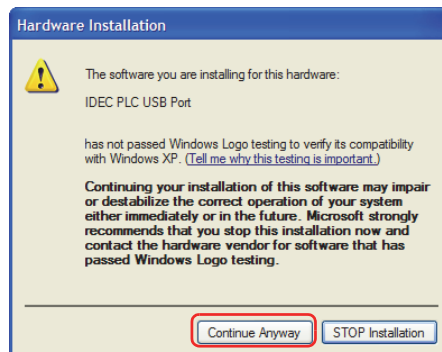 Hardware Installation
The software you are installing for this hardware:
IDEC PLC USB Port
has not passed Windows Logo testing to verify its compatibility
with Windows XP. (Tell me why this testing is important.)
Continuing your installation of this software may impair
or destabilize the correct operation of your system
either immediately or in the future. Microsoft strongly
recommends that you stop this installation now and
contact the hardware vendor for software that has
passed Windows Logo testing.
Continue Anyway
STOP Installation